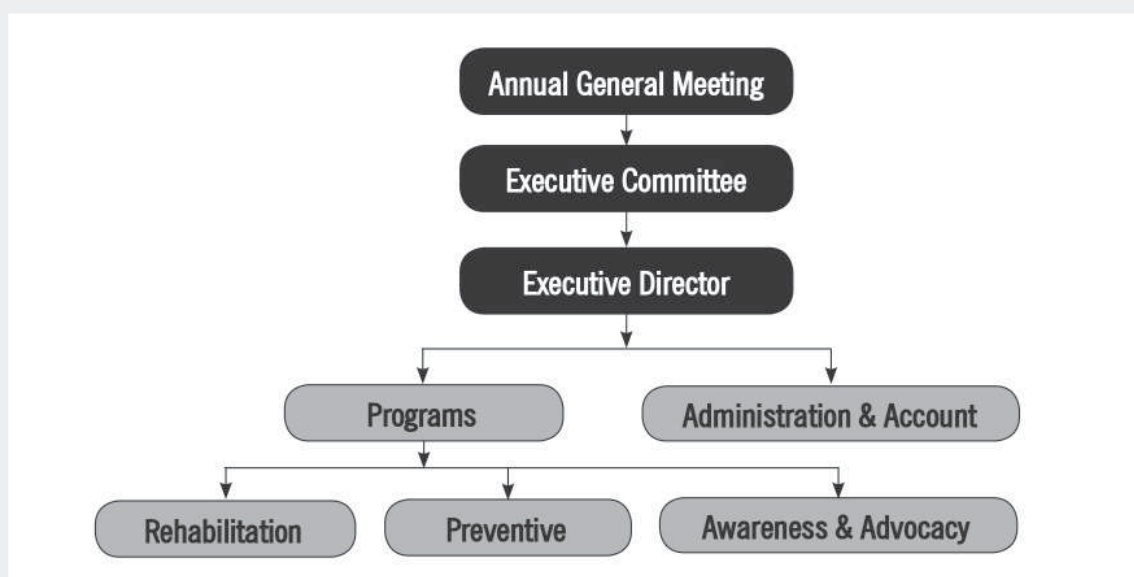 Annual General Meeting
Executive Committee
Executive Director
Programs
Administration & Account
Rehabilitation
Preventive
Awareness & Advocacy